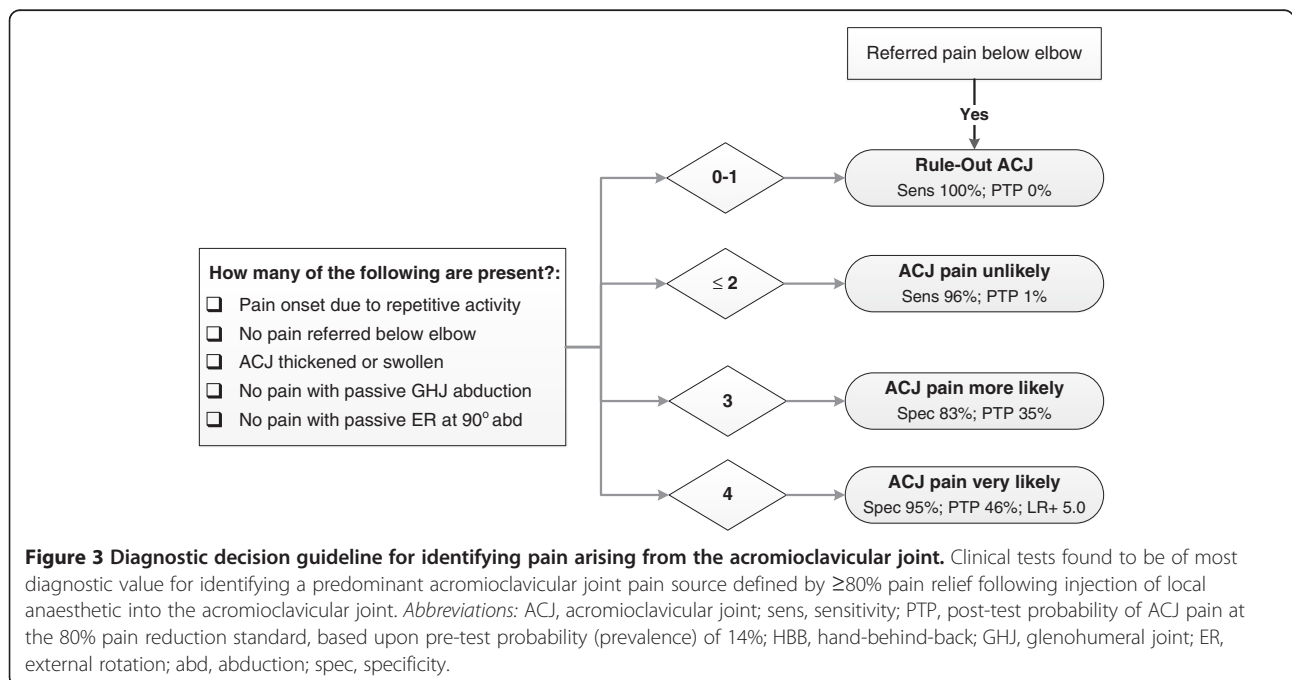 Referred pain below elbow
Yes
0-1
Rule-Out ACJ
Sens 100%; PTP 0%
How many of the following are present?:
❑ Pain onset due to repetitive activity
❑ No pain referred below elbow
❑ ACJ thickened or swollen
❑ No pain with passive GHJ abduction
❑ No pain with passive ER at 90° abd
≤ 2
ACJ pain unlikely
Sens 96%; PTP 1%
3
ACJ pain more likely
Spec 83%; PTP 35%
4
ACJ pain very likely
Spec 95%; PTP 46%; LR+ 5.0
Figure 3 Diagnostic decision guideline for identifying pain arising from the acromioclavicular joint. Clinical tests found to be of most
diagnostic value for identifying a predominant acromioclavicular joint pain source defined by ≥80% pain relief following injection of local
anaesthetic into the acromioclavicular joint. Abbreviations: ACJ, acromioclavicular joint; sens, sensitivity; PTP, post-test probability of ACJ pain at
the 80% pain reduction standard, based upon pre-test probability (prevalence) of 14%; HBB, hand-behind-back; GHJ, glenohumeral joint; ER,
external rotation; abd, abduction; spec, specificity.